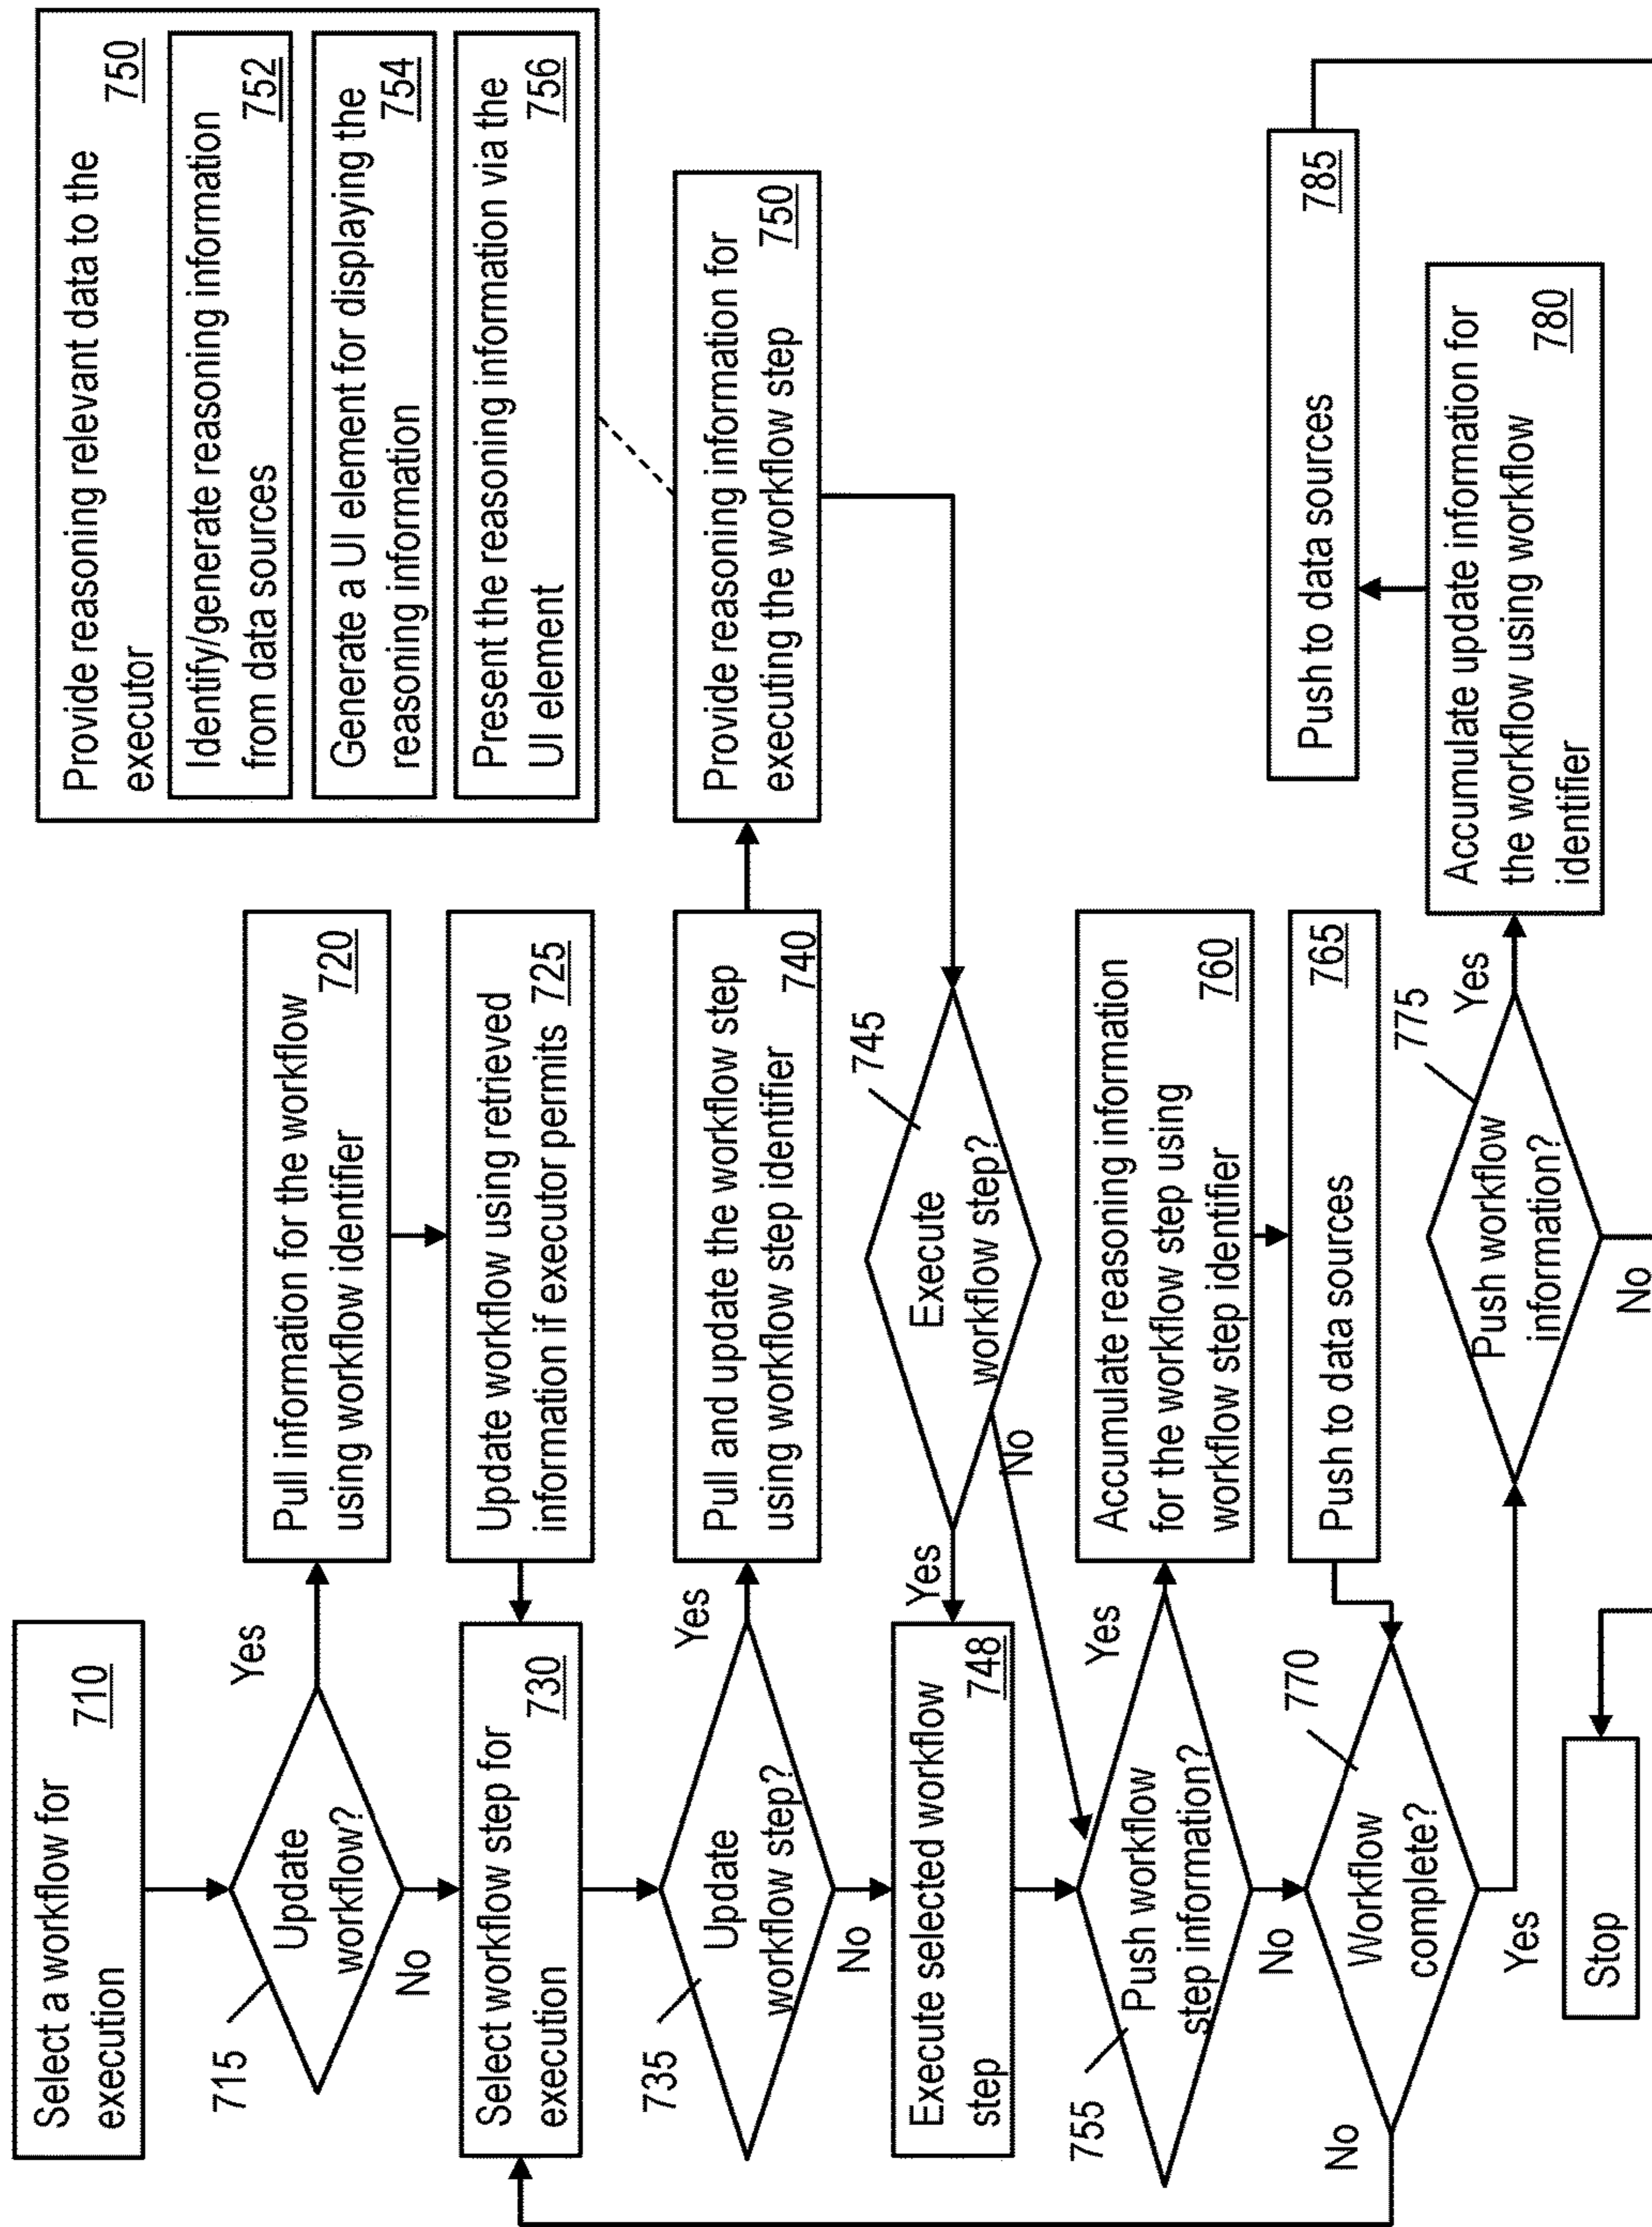 Select a workflow for
execution 710
715
Update
workflow?
Yes
No
Pull information for the workflow
using workflow identifier 720
Update workflow using retrieved
information if executor permits 725
Select workflow step for
execution 730
735
Update
workflow step?
Yes
No
Pull and update the workflow step
using workflow step identifier 740
Provide reasoning information for
executing the workflow step 750
Provide reasoning relevant data to the
executor 750
Identify/generate reasoning information
from data sources 752
Generate a UI element for displaying the
reasoning information 754
Present the reasoning information via the
UI element 756
745
Execute
workflow step?
Yes
No
Execute selected workflow
step 748
755
Push workflow
step information?
Yes
No
Accumulate reasoning information
for the workflow step using
workflow step identifier 760
Push to data sources 765
770
Workflow
complete?
No
Yes
775
Push workflow
information?
Yes
No
Accumulate update information for
the workflow using workflow
identifier 780
Push to data sources 785
Stop